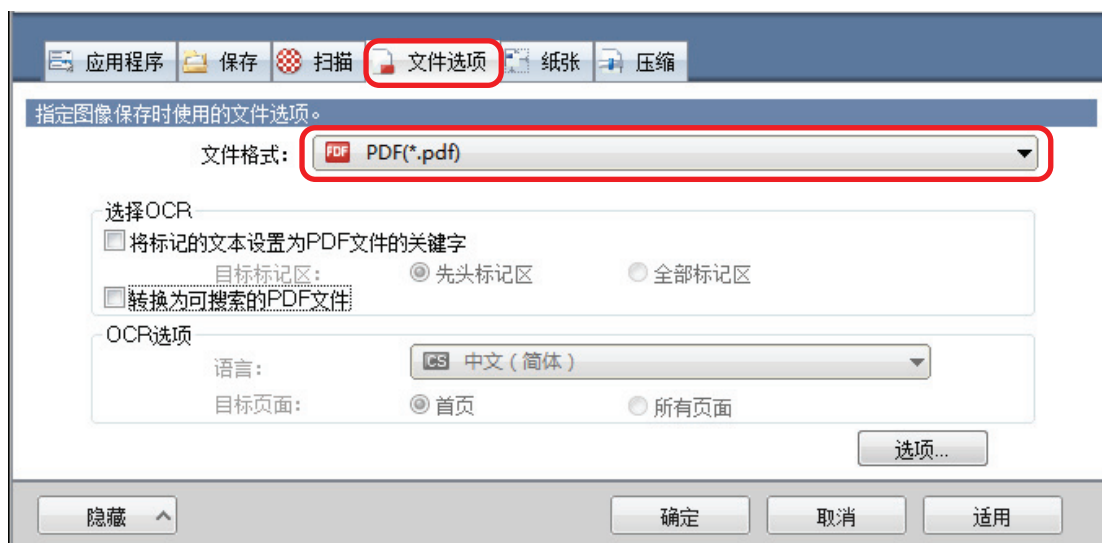 应用程序 保存 扫描 文件选项 纸张 压缩
指定图像保存时使用的文件选项。
文件格式： PDF PDF(*.pdf)
选择OCR
将标记的文本设置为PDF文件的关键字
目标标记区： 先头标记区 全部标记区
转换为可搜索的PDF文件
OCR选项
语言： CS 中文（简体）
目标页面： 首页 所有页面
选项...
隐藏 确定 取消 适用